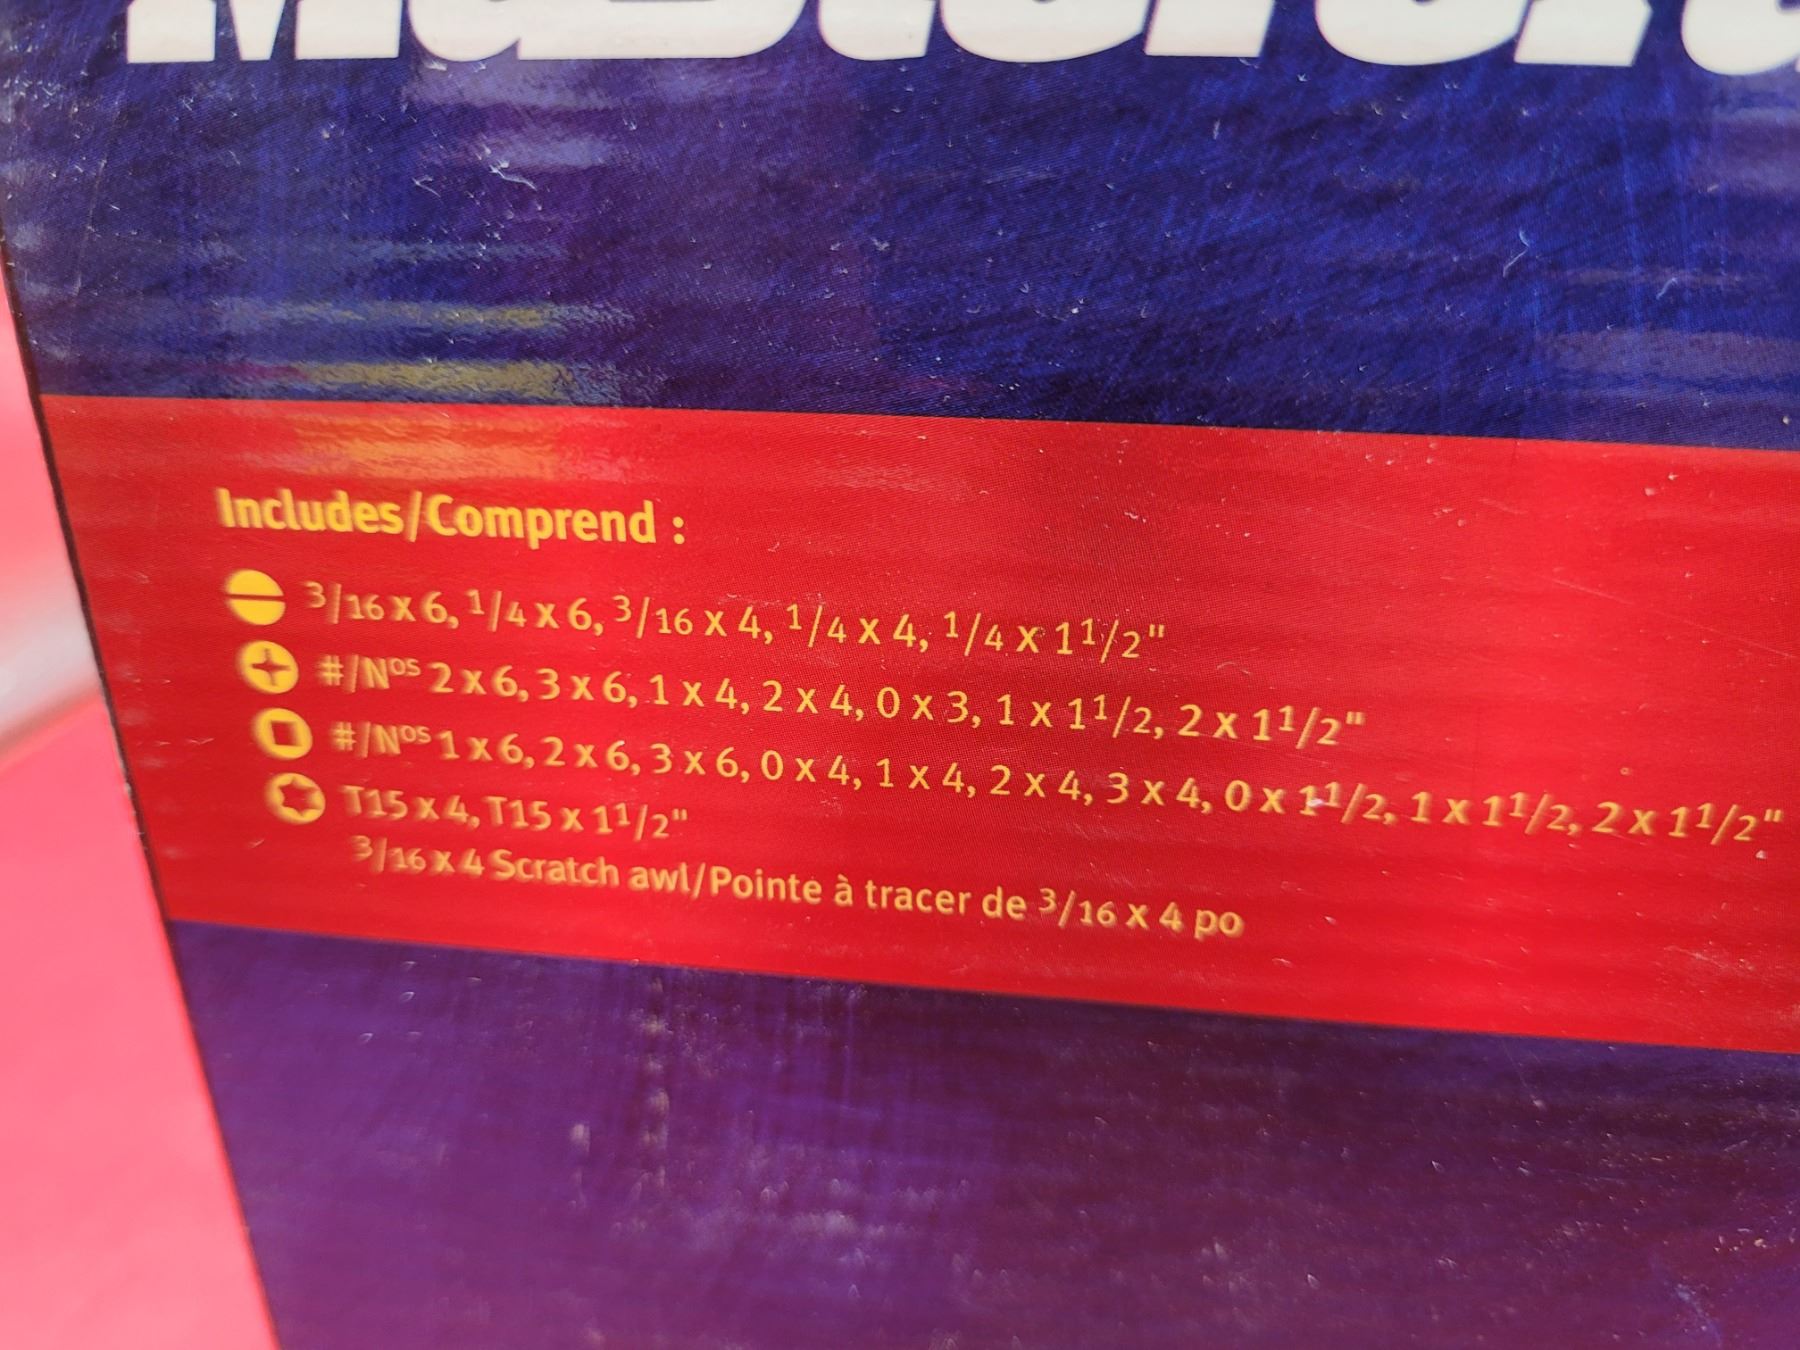 Includes/Comprend :
3/16 x 6, 1/4 x 6, 3/16 x 4, 1/4 x 4, 1/4 x 1 1/2"
#/Nos 2 x 6, 3 x 6, 1 x 4, 2 x 4, 0 x 3, 1 x 1 1/2, 2 x 1 1/2"
#/Nos 1 x 6, 2 x 6, 3 x 6, 0 x 4, 1 x 4, 2 x 4, 3 x 4, 0 x 1 1/2, 1 x 1 1/2, 2 x 1 1/2"
T15 x 4, T15 x 1 1/2"
3/16 x 4 Scratch awl/Pointe à tracer de 3/16 x 4 po